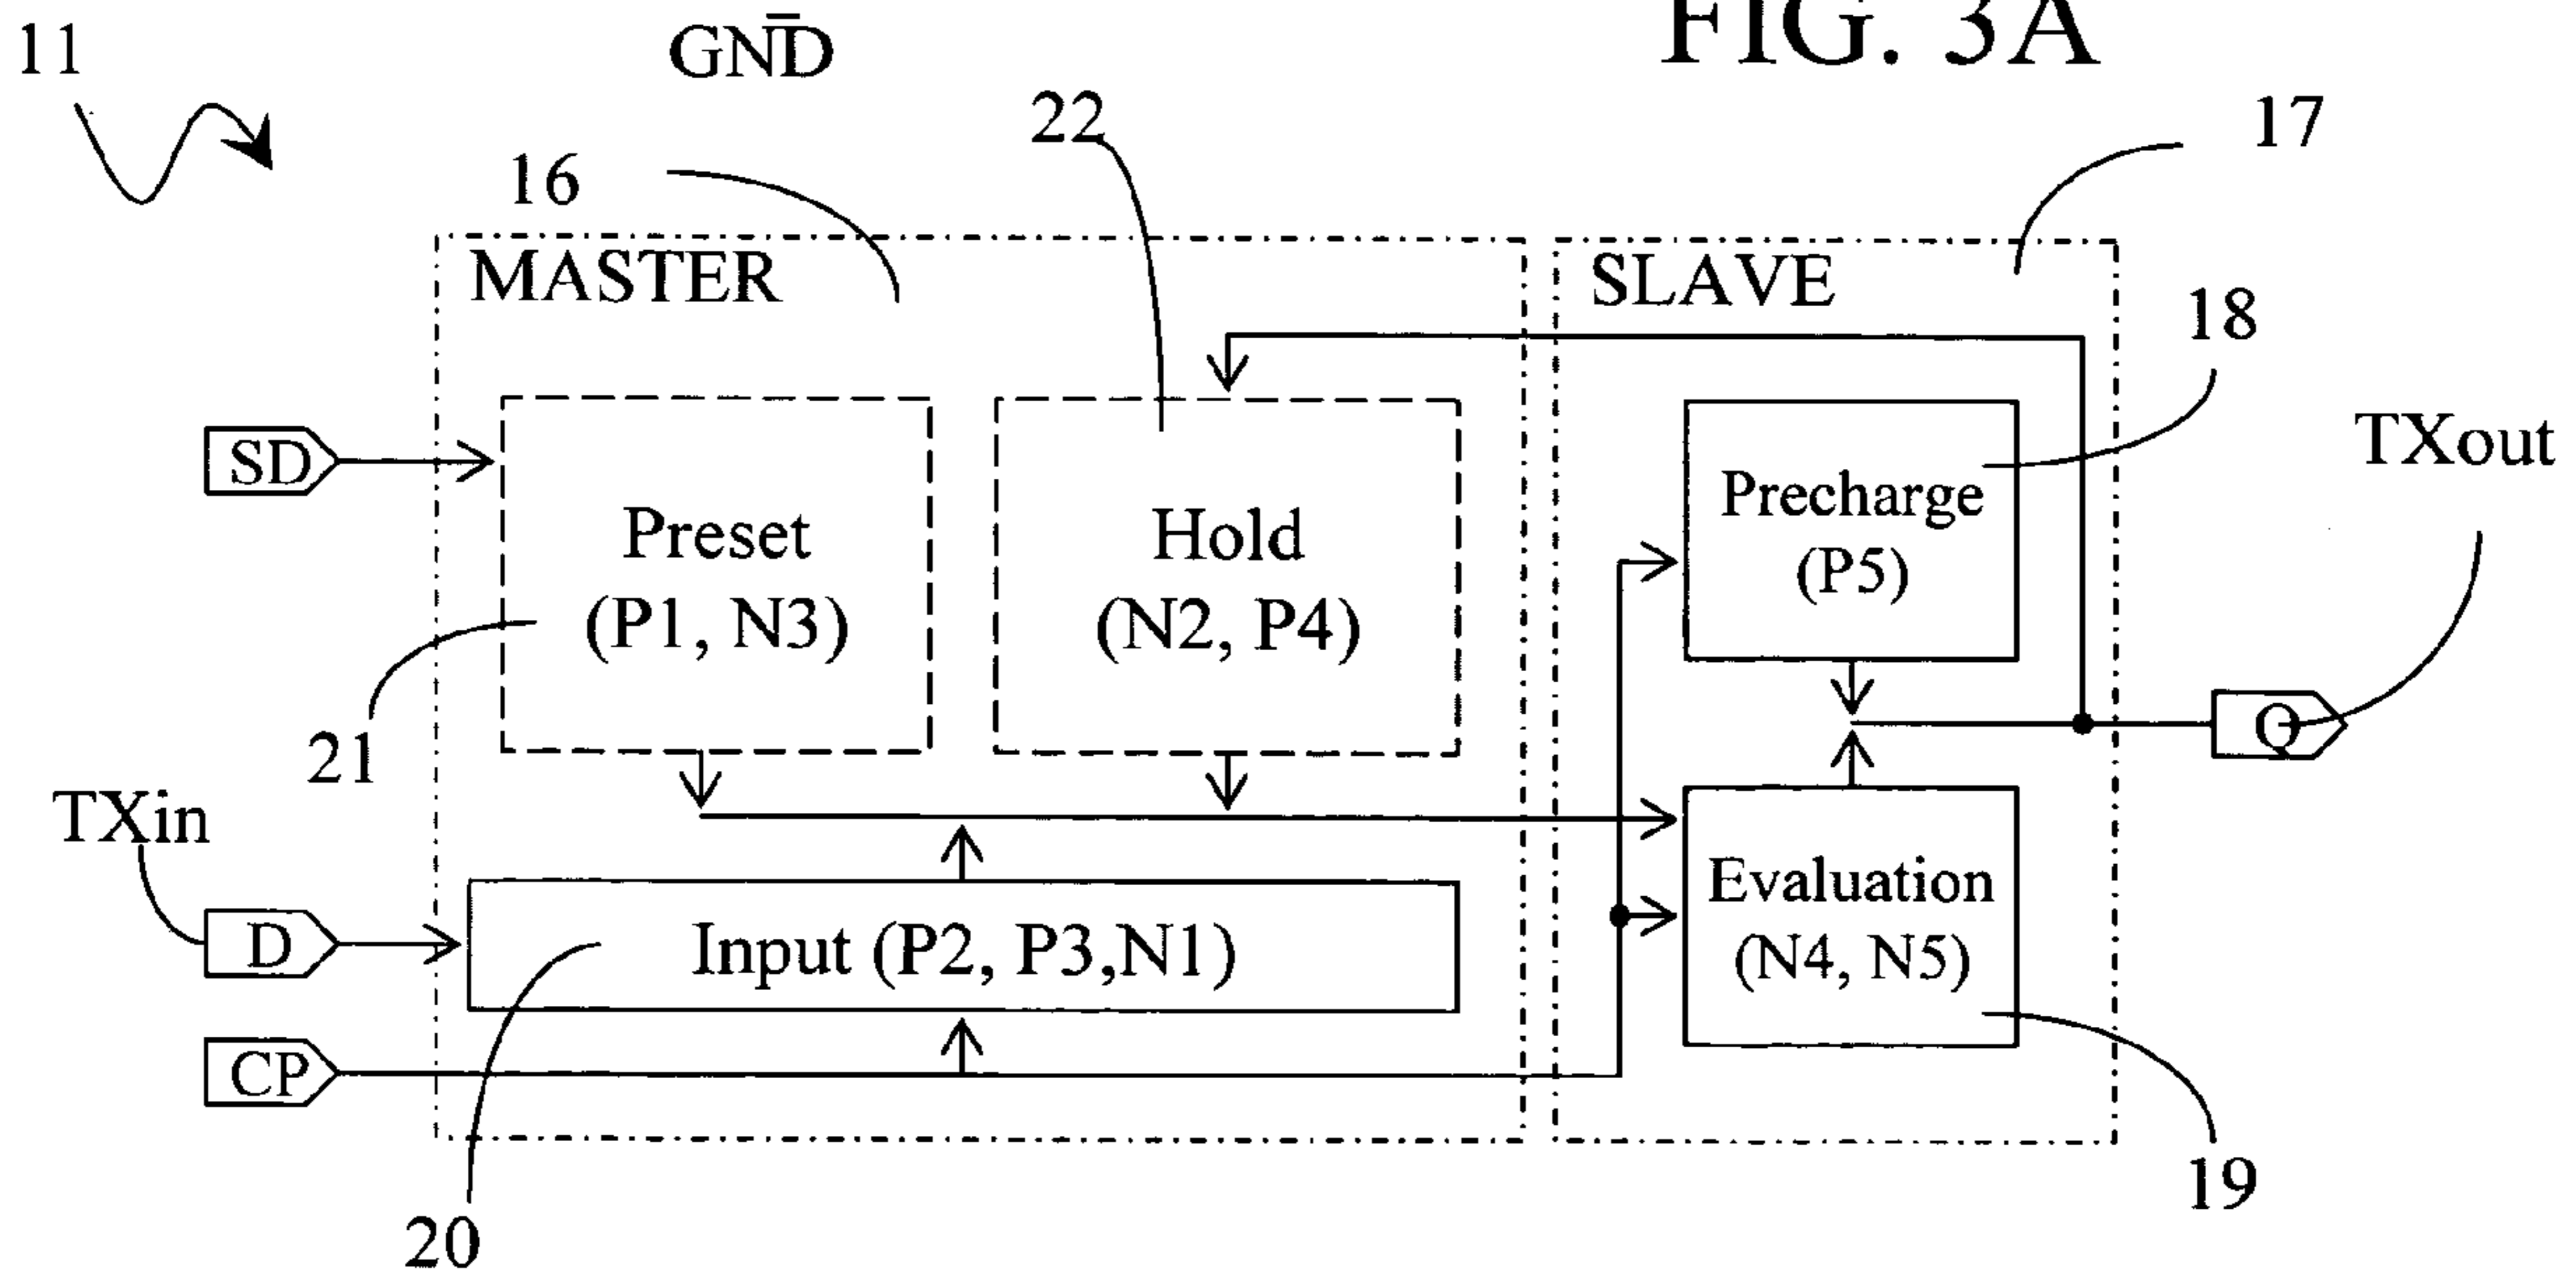 FIG. 3A
11
GND
22
17
16
MASTER
SLAVE
18
SD
TXout
Precharge
(P5)
Preset
(P1, N3)
Hold
(N2, P4)
21
Q
TXin
Evaluation
(N4, N5)
D
Input (P2, P3,N1)
CP
19
20